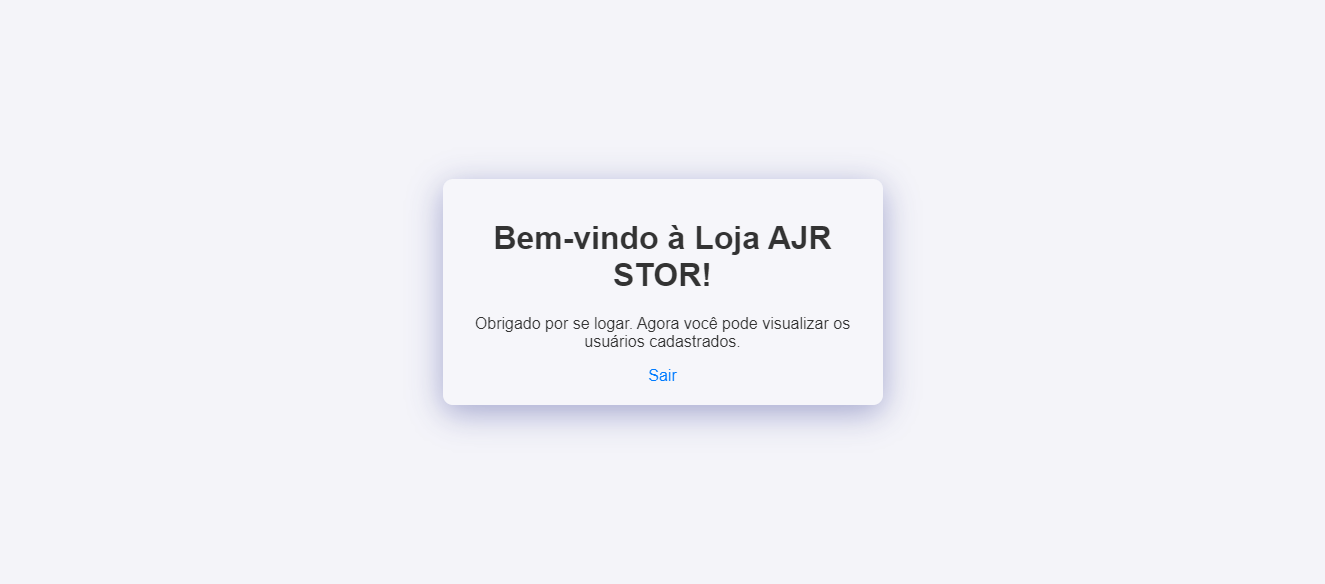 Bem-vindo à Loja AJR
STOR!
Obrigado por se logar. Agora você pode visualizar os
usuários cadastrados.
Sair